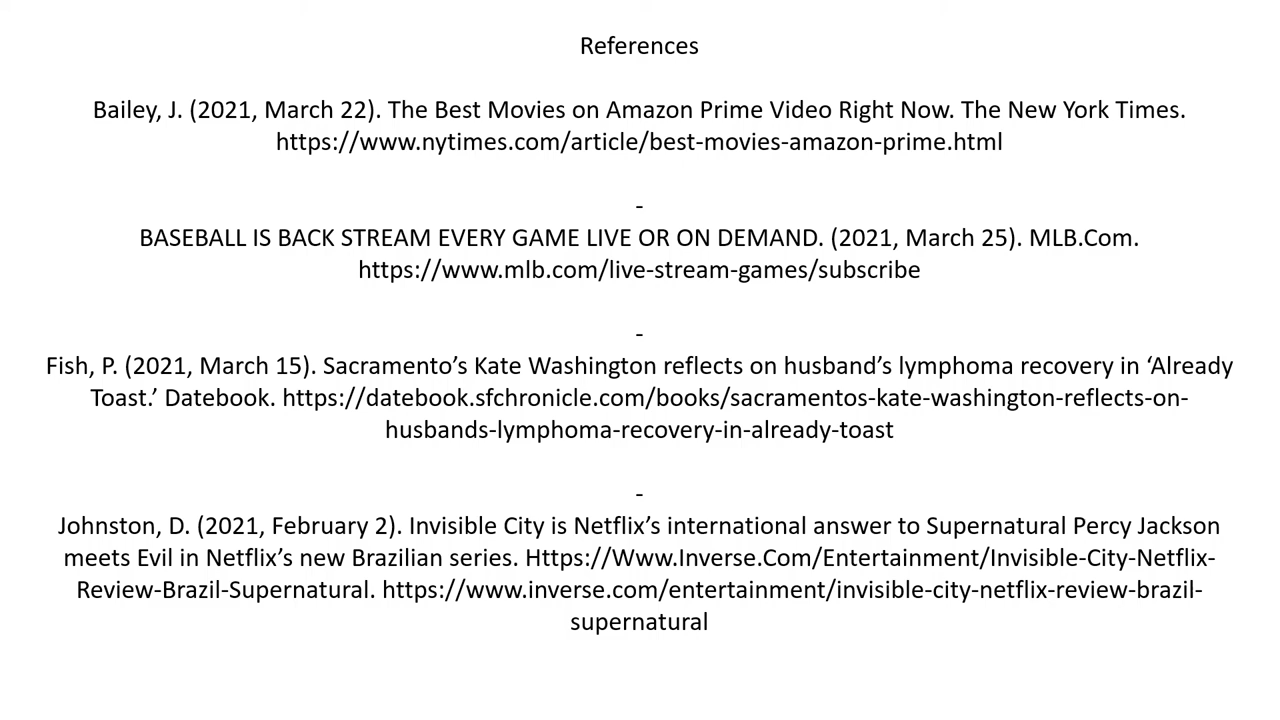 References
Bailey, J. (2021, March 22). The Best Movies on Amazon Prime Video Right Now. The New York Times.
https://www.nytimes.com/article/best-movies-amazon-prime.html
-
BASEBALL IS BACK STREAM EVERY GAME LIVE OR ON DEMAND. (2021, March 25). MLB.Com.
https://www.mlb.com/live-stream-games/subscribe
-
Fish, P. (2021, March 15). Sacramento’s Kate Washington reflects on husband’s lymphoma recovery in ‘Already
Toast.’ Datebook. https://datebook.sfchronicle.com/books/sacramentos-kate-washington-reflects-on-
husbands-lymphoma-recovery-in-already-toast
-
Johnston, D. (2021, February 2). Invisible City is Netflix’s international answer to Supernatural Percy Jackson
meets Evil in Netflix’s new Brazilian series. Https://Www.Inverse.Com/Entertainment/Invisible-City-Netflix-
Review-Brazil-Supernatural. https://www.inverse.com/entertainment/invisible-city-netflix-review-brazil-
supernatural